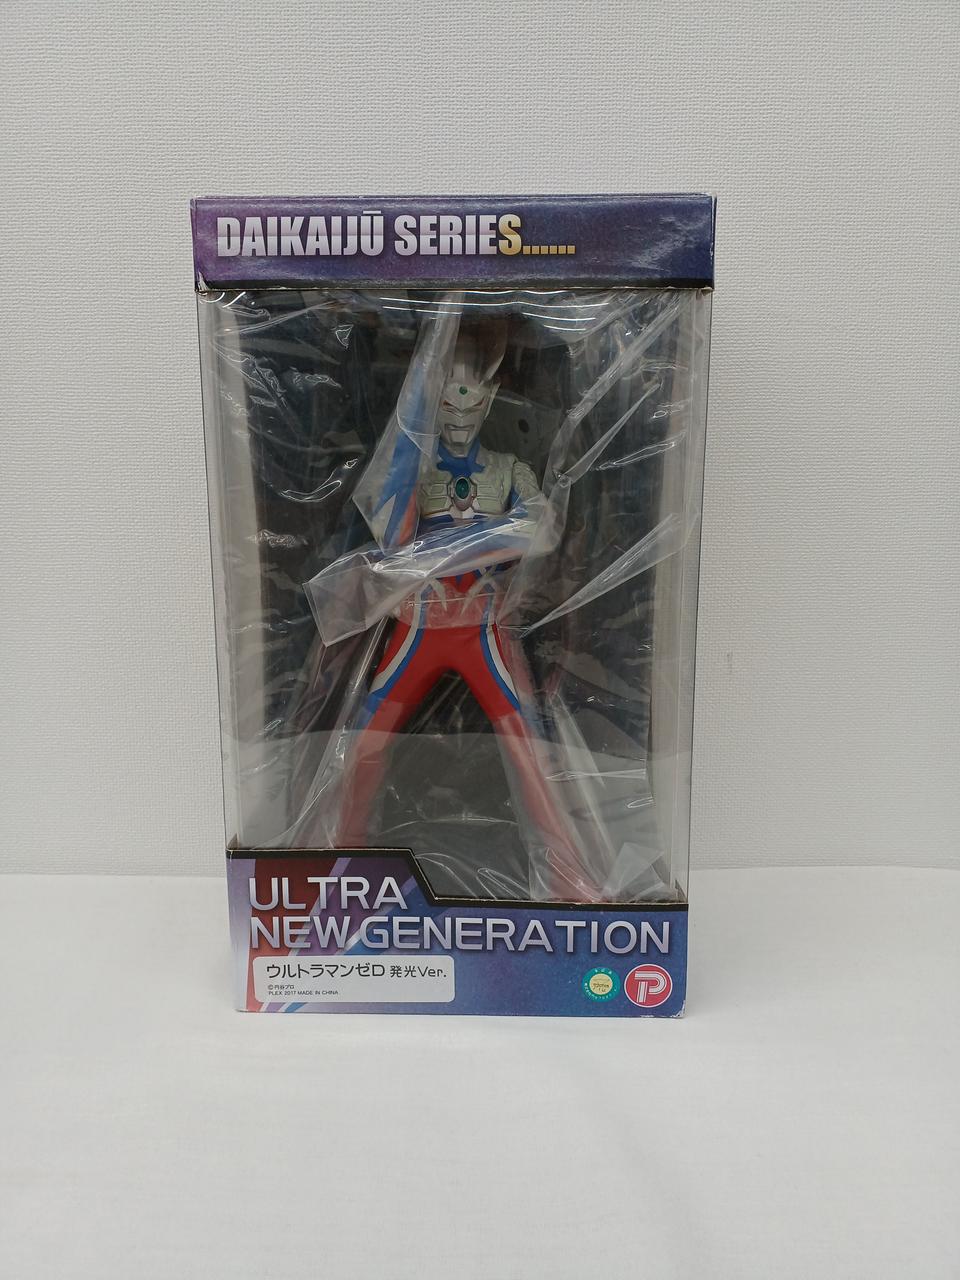 DAIKAIJŪ SERIES......
ULTRA
NEW GENERATION
ウルトラマンゼロ 発光Ver.
©円谷プロ
PLEX 2017 MADE IN CHINA